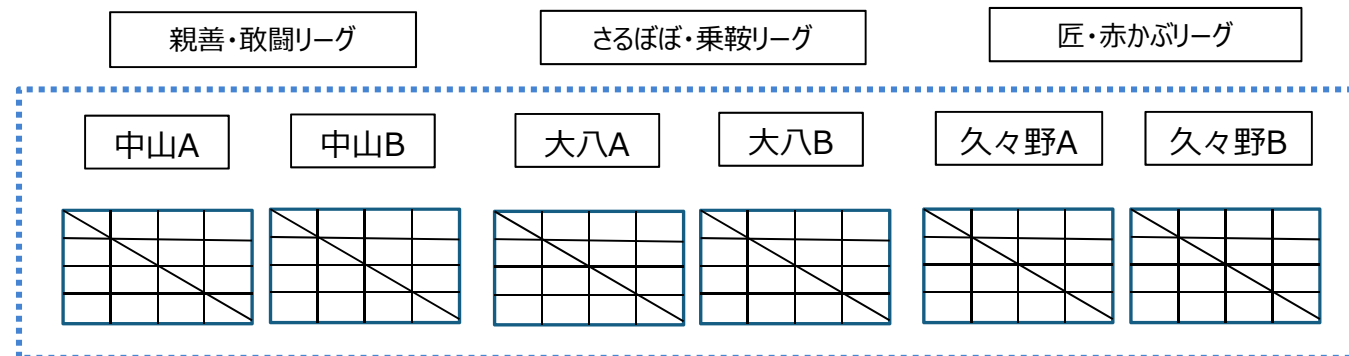 親善・敢闘リーグ
さるぼぼ・乗鞍リーグ
匠・赤かぶリーグ
中山A
中山B
大八A
大八B
久々野A
久々野B